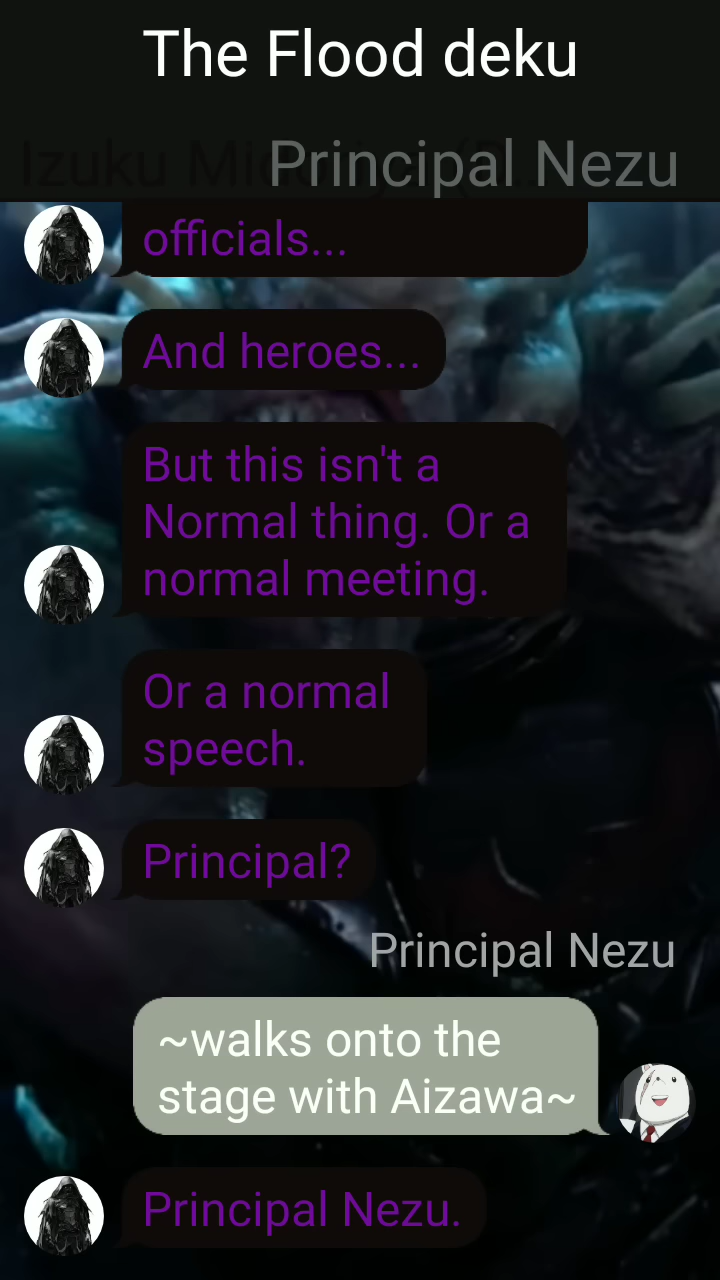 The Flood deku
Principal Nezu
officials...
And heroes...
But this isn't a
Normal thing. Or a
normal meeting.
Or a normal
speech.
Principal?
Principal Nezu
~walks onto the
stage with Aizawa~
Principal Nezu.